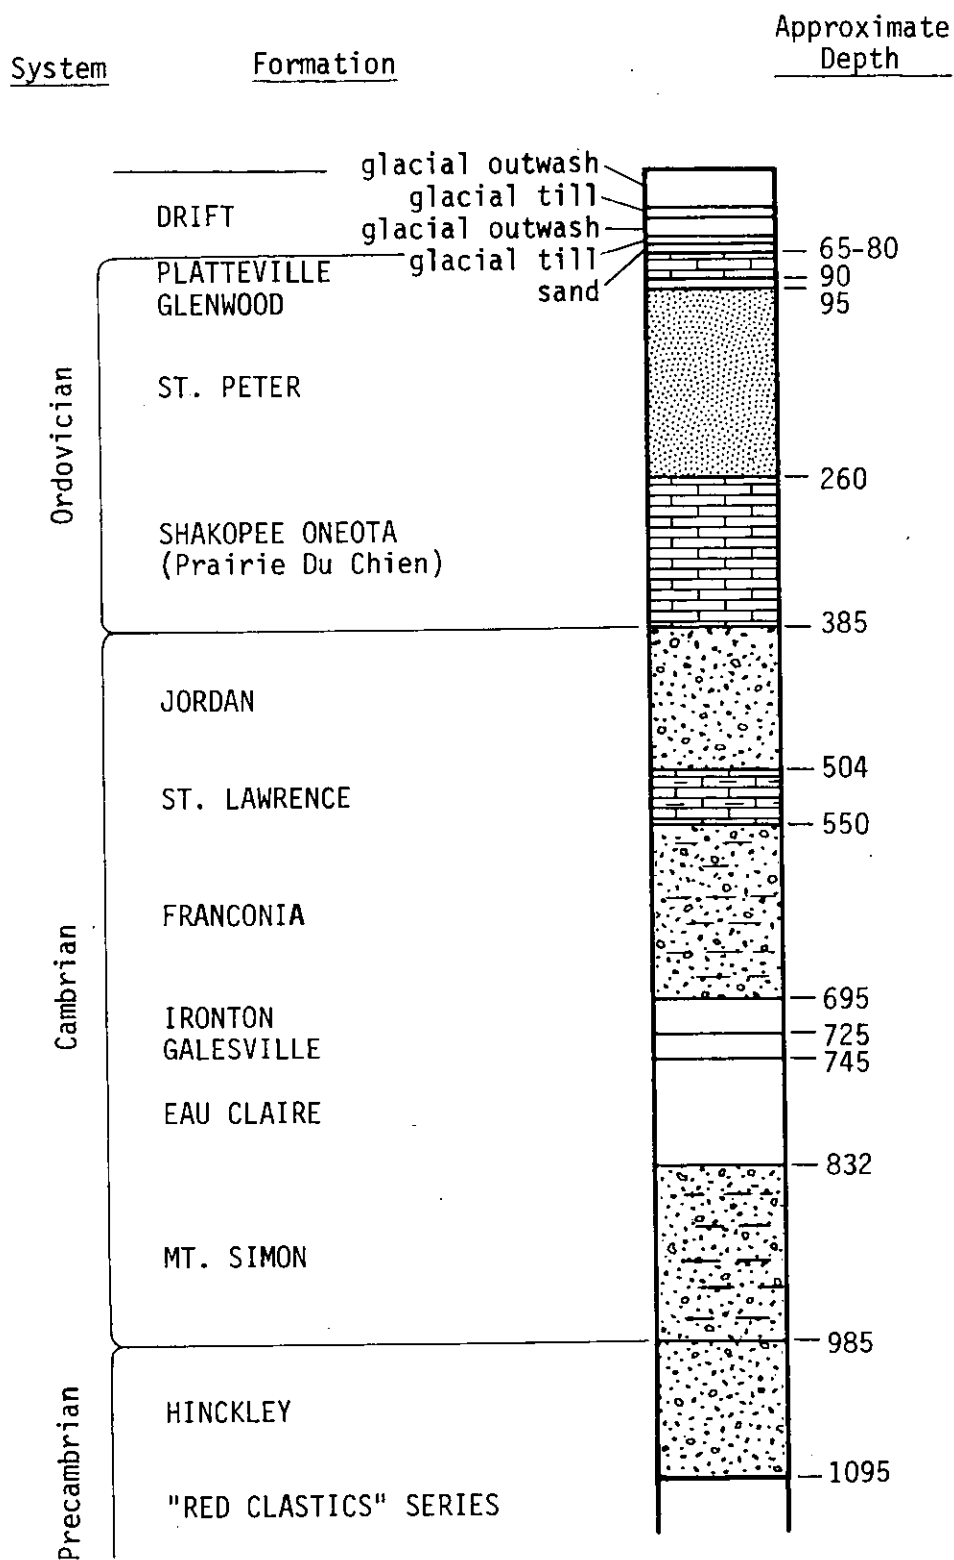 Approximate
Depth
System
Formation
glacial outwash
glacial till
DRIFT
glacial outwash
65-80
glacial till
PLATTEVILLE
90
sand
GLENWOOD
95
Ordovician
ST. PETER
260
SHAKOPEE ONEOTA
(Prairie Du Chien)
385
JORDAN
504
ST. LAWRENCE
550
Cambrian
FRANCONIA
695
IRONTON
725
GALESVILLE
745
EAU CLAIRE
832
MT. SIMON
985
Precambrian
HINCKLEY
1095
"RED CLASTICS" SERIES